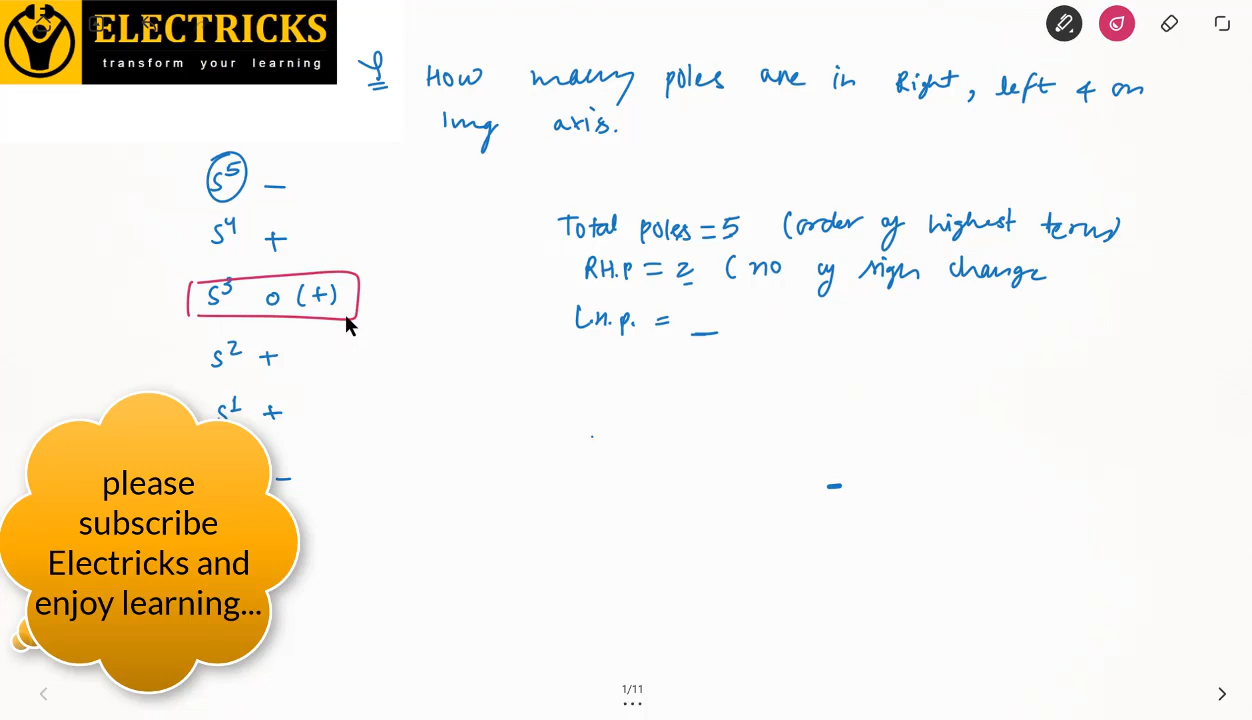 ELECTRICKS
transform your learning
Q How many poles are in Right, left & on
Img axis.
S⁵ −
S⁴ +
S³ 0 (+)
S² +
S¹ +
−
Total poles = 5 (order of highest term)
RH.P = 2 (no of sign change
LH.P. = _
please
subscribe
Electricks and
enjoy learning...
1/11